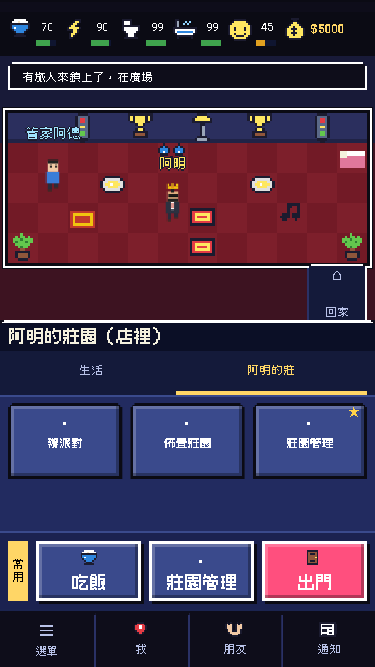 70 90 99 99 45 $5000
有旅人來鎮上了，在廣場
管家阿德
阿明
回家
阿明的莊園（店裡）
生活 阿明的莊
辦派對 佈置莊園 莊園管理
常用 吃飯 莊園管理 出門
選單 我 朋友 通知